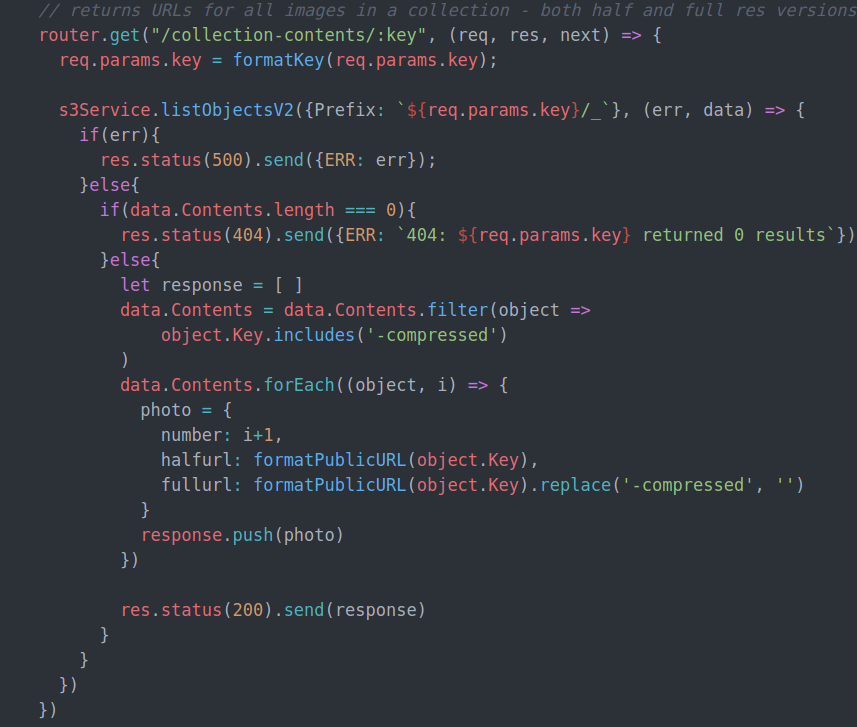 // returns URLs for all images in a collection - both half and full res versions
router.get("/collection-contents/:key", (req, res, next) => {
  req.params.key = formatKey(req.params.key);

  s3Service.listObjectsV2({Prefix: `${req.params.key}/_`}, (err, data) => {
    if(err){
      res.status(500).send({ERR: err});
    }else{
      if(data.Contents.length === 0){
        res.status(404).send({ERR: `404: ${req.params.key} returned 0 results`})
      }else{
        let response = [ ]
        data.Contents = data.Contents.filter(object =>
            object.Key.includes('-compressed')
        )
        data.Contents.forEach((object, i) => {
          photo = {
            number: i+1,
            halfurl: formatPublicURL(object.Key),
            fullurl: formatPublicURL(object.Key).replace('-compressed', '')
          }
          response.push(photo)
        })

        res.status(200).send(response)
      }
    }
  })
})